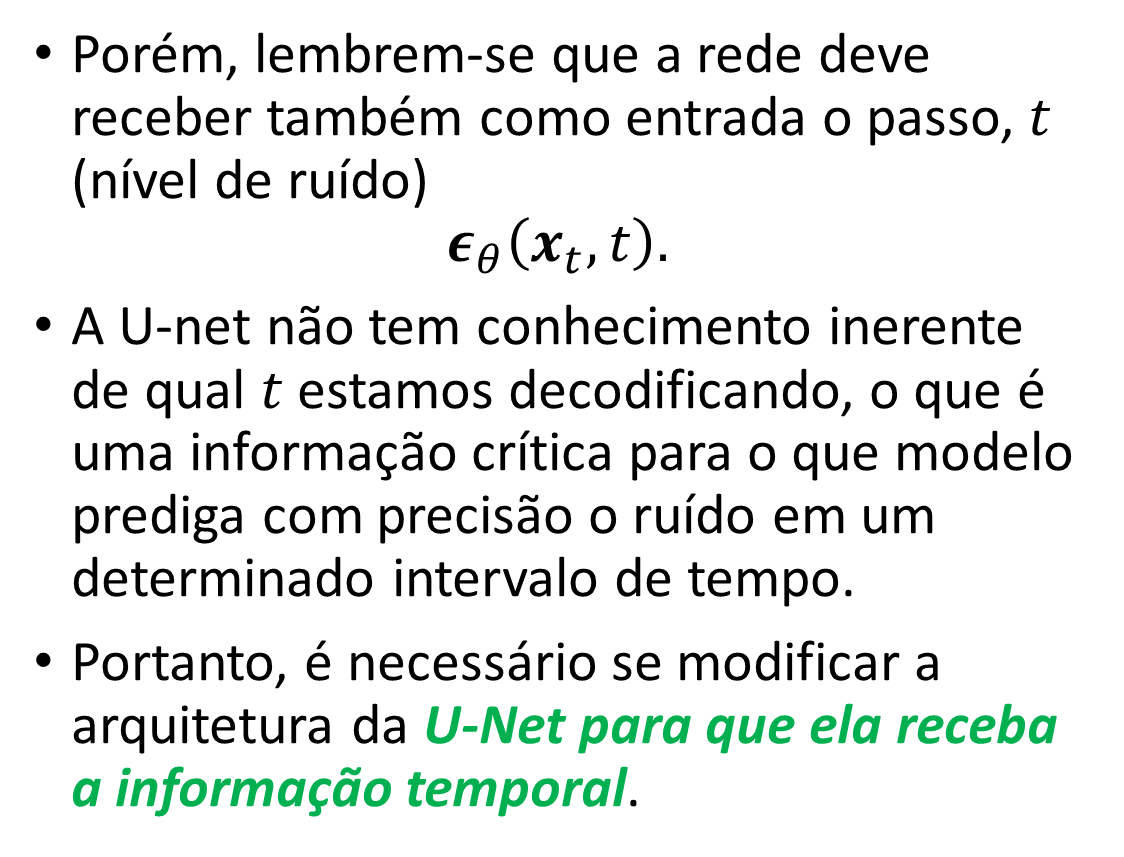 • Porém, lembrem-se que a rede deve
receber também como entrada o passo, 𝑡
(nível de ruído)
𝝐_𝜃(𝒙_𝑡, 𝑡).
• A U-net não tem conhecimento inerente
de qual 𝑡 estamos decodificando, o que é
uma informação crítica para o que modelo
prediga com precisão o ruído em um
determinado intervalo de tempo.
• Portanto, é necessário se modificar a
arquitetura da U-Net para que ela receba
a informação temporal.